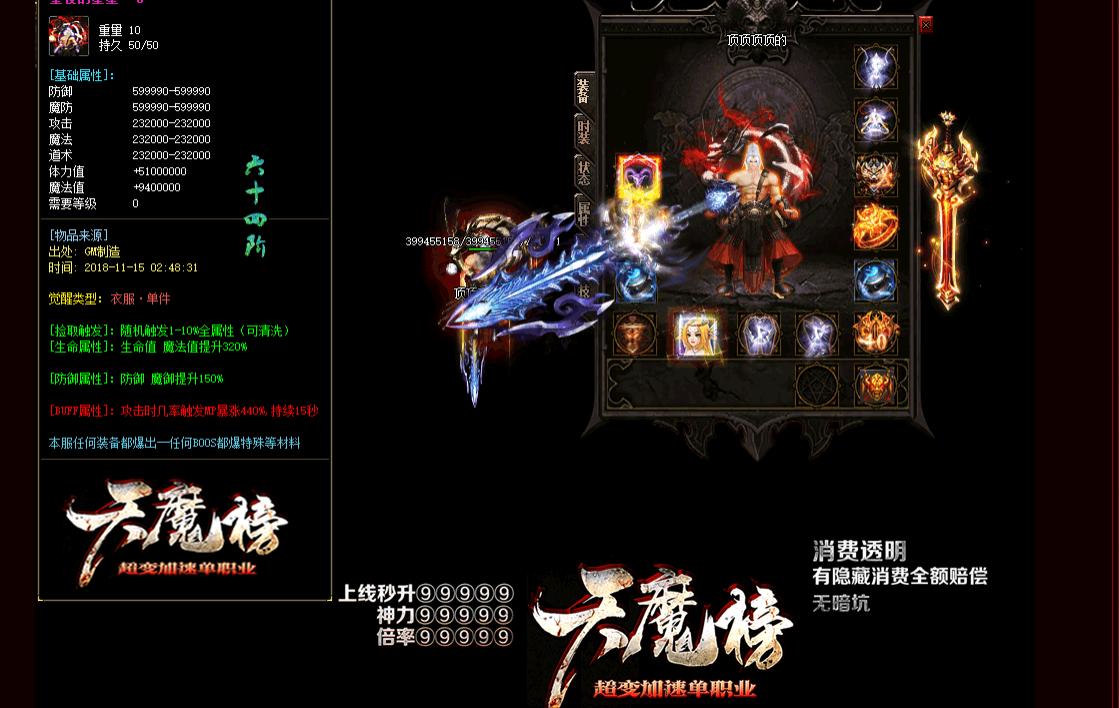 重量 10
持久 50/50
[基础属性]:
防御 599990-599990
魔防 599990-599990
攻击 232000-232000
魔法 232000-232000
道术 232000-232000
体力值 +51000000
魔法值 +9400000
需要等级 0
六十四阶
[物品来源]
出处: GM制造
时间: 2018-11-15 02:48:31
觉醒类型: 衣服·单件
[捡取触发]: 随机触发1-10%全属性（可清洗）
[生命属性]: 生命值 魔法值提升320%
[防御属性]: 防御 魔御提升150%
[BUFF属性]: 攻击时几率触发MP暴涨440%,持续15秒
本服任何装备都爆出—任何BOOS都爆特殊等材料
天魔榜
超变加速单职业
顶顶顶顶的
装备
时装
状态
属性
技
399455158/399455
上线秒升⑨⑨⑨⑨⑨
神力⑨⑨⑨⑨⑨
倍率⑨⑨⑨⑨⑨
天魔榜
超变加速单职业
消费透明
有隐藏消费全额赔偿
无暗坑